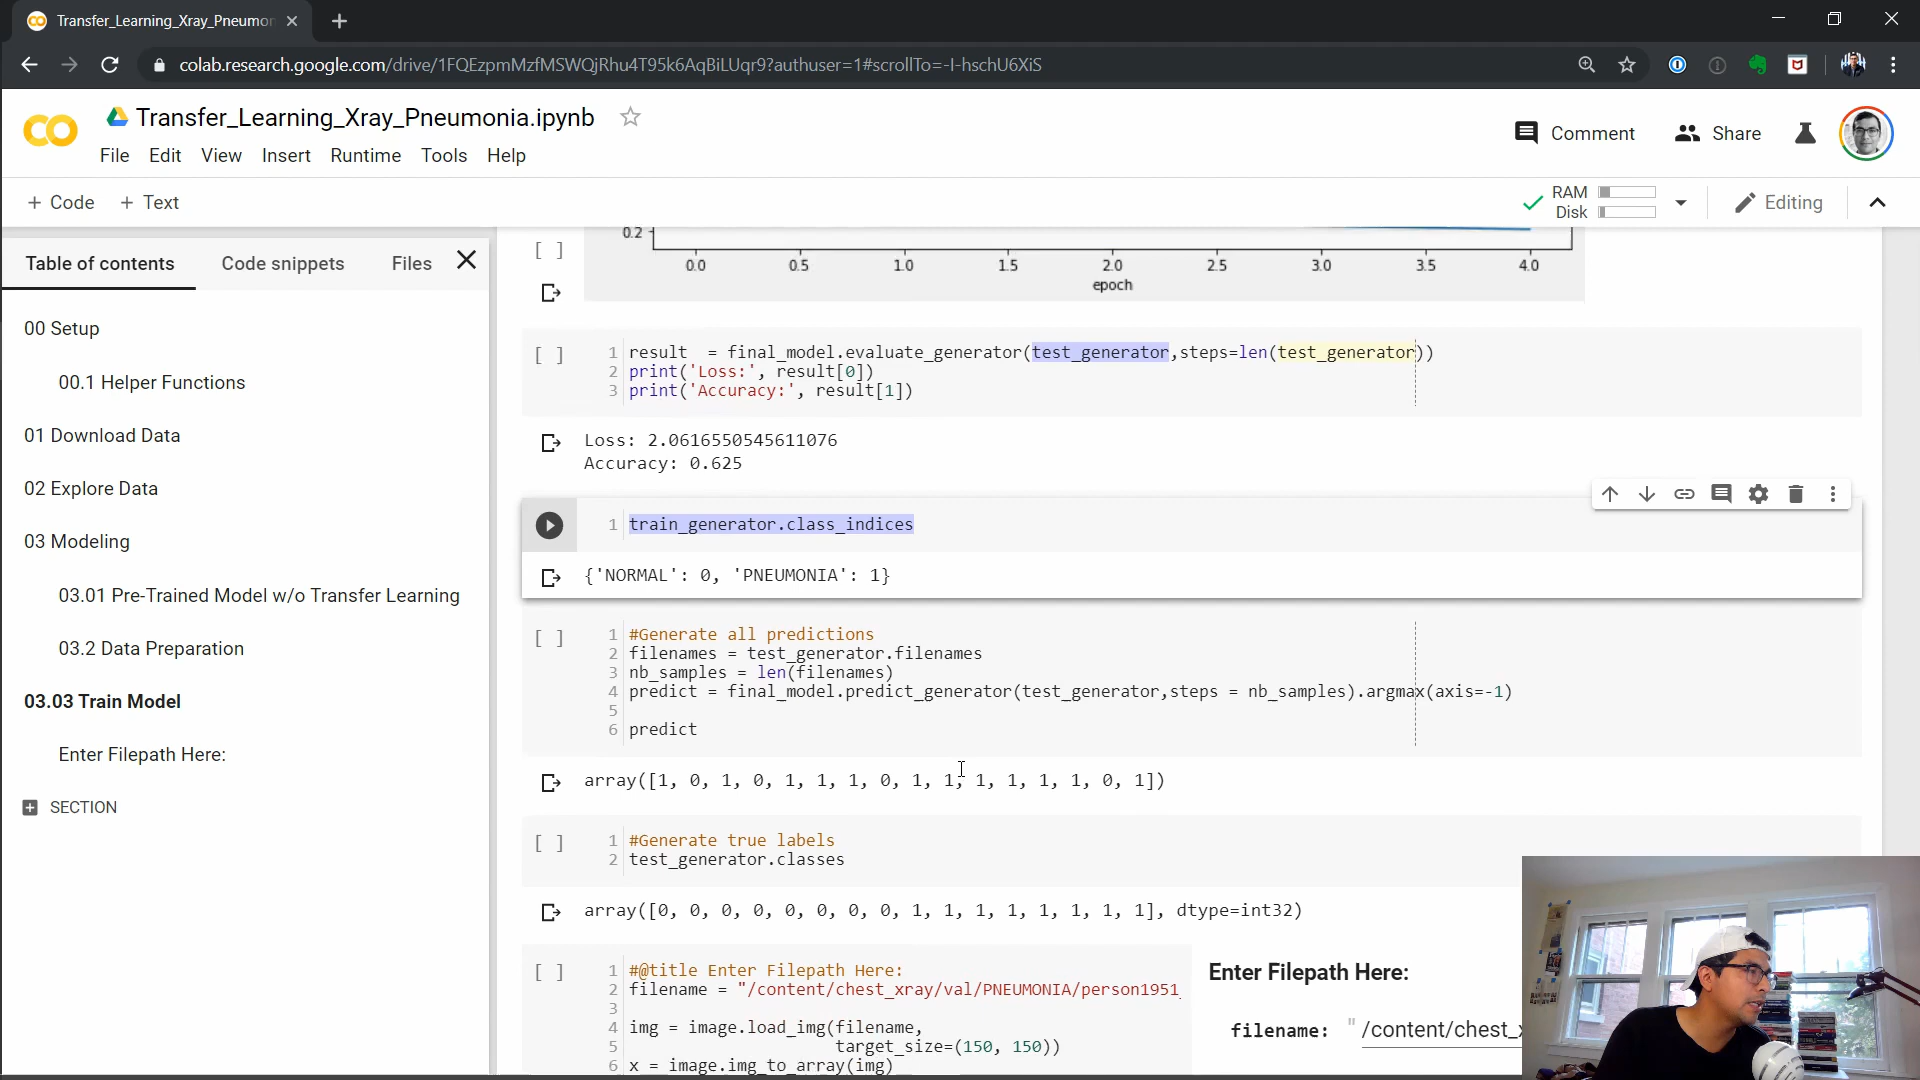 Transfer_Learning_Xray_Pneumon
colab.research.google.com/drive/1FQEzpmMzfMSWQjRhu4T95k6AqBiLUqr9?authuser=1#scrollTo=-I-hschU6XiS
Transfer_Learning_Xray_Pneumonia.ipynb
File Edit View Insert Runtime Tools Help
Comment Share
+ Code + Text
RAM
Disk
Editing
Table of contents Code snippets Files
00 Setup
00.1 Helper Functions
01 Download Data
02 Explore Data
03 Modeling
03.01 Pre-Trained Model w/o Transfer Learning
03.2 Data Preparation
03.03 Train Model
Enter Filepath Here:
SECTION
0.2
[ ]
0.0 0.5 1.0 1.5 2.0 2.5 3.0 3.5 4.0
epoch
[ ] 1 result  = final_model.evaluate_generator(test_generator,steps=len(test_generator))
2 print('Loss:', result[0])
3 print('Accuracy:', result[1])
Loss: 2.0616550545611076
Accuracy: 0.625
1 train_generator.class_indices
{'NORMAL': 0, 'PNEUMONIA': 1}
[ ] 1 #Generate all predictions
2 filenames = test_generator.filenames
3 nb_samples = len(filenames)
4 predict = final_model.predict_generator(test_generator,steps = nb_samples).argmax(axis=-1)
5
6 predict
array([1, 0, 1, 0, 1, 1, 1, 0, 1, 1, 1, 1, 1, 1, 0, 1])
[ ] 1 #Generate true labels
2 test_generator.classes
array([0, 0, 0, 0, 0, 0, 0, 0, 1, 1, 1, 1, 1, 1, 1, 1], dtype=int32)
[ ] 1 #@title Enter Filepath Here:
2 filename = "/content/chest_xray/val/PNEUMONIA/person1951_
3
4 img = image.load_img(filename,
5 target_size=(150, 150))
6 x = image.img_to_array(img)
Enter Filepath Here:
filename: " /content/chest_x